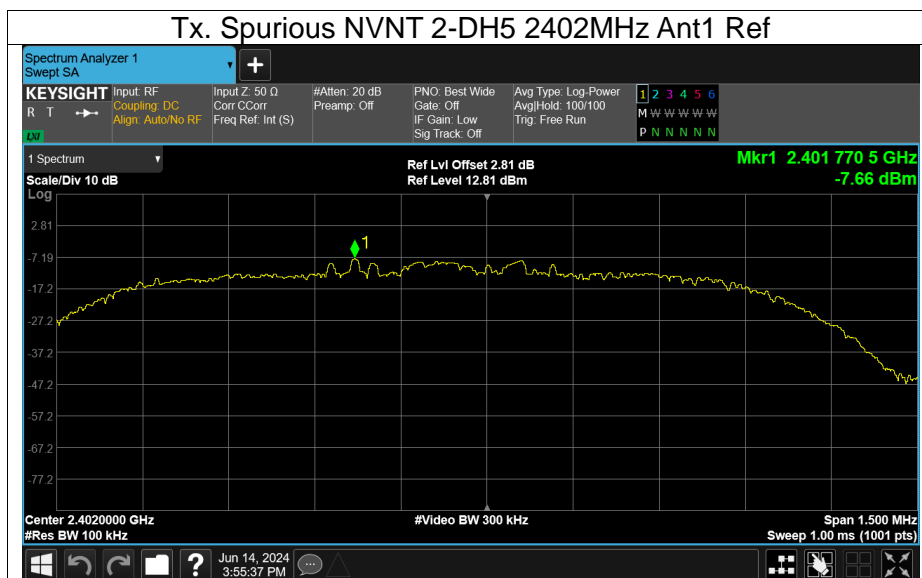 Tx. Spurious NVNT 2-DH5 2402MHz Ant1 Ref
Spectrum Analyzer 1
Swept SA
+
KEYSIGHT
R T
LXI
Input: RF
Coupling: DC
Align: Auto/No RF
Input Z: 50 Ω
Corr CCorr
Freq Ref: Int (S)
#Atten: 20 dB
Preamp: Off
PNO: Best Wide
Gate: Off
IF Gain: Low
Sig Track: Off
Avg Type: Log-Power
Avg|Hold: 100/100
Trig: Free Run
1 2 3 4 5 6
M W W W W W
P N N N N N
1 Spectrum
Scale/Div 10 dB
Log
Ref Lvl Offset 2.81 dB
Ref Level 12.81 dBm
Mkr1 2.401 770 5 GHz
-7.66 dBm
1
2.81
-7.19
-17.2
-27.2
-37.2
-47.2
-57.2
-67.2
-77.2
Center 2.4020000 GHz
#Res BW 100 kHz
#Video BW 300 kHz
Span 1.500 MHz
Sweep 1.00 ms (1001 pts)
?
Jun 14, 2024
3:55:37 PM